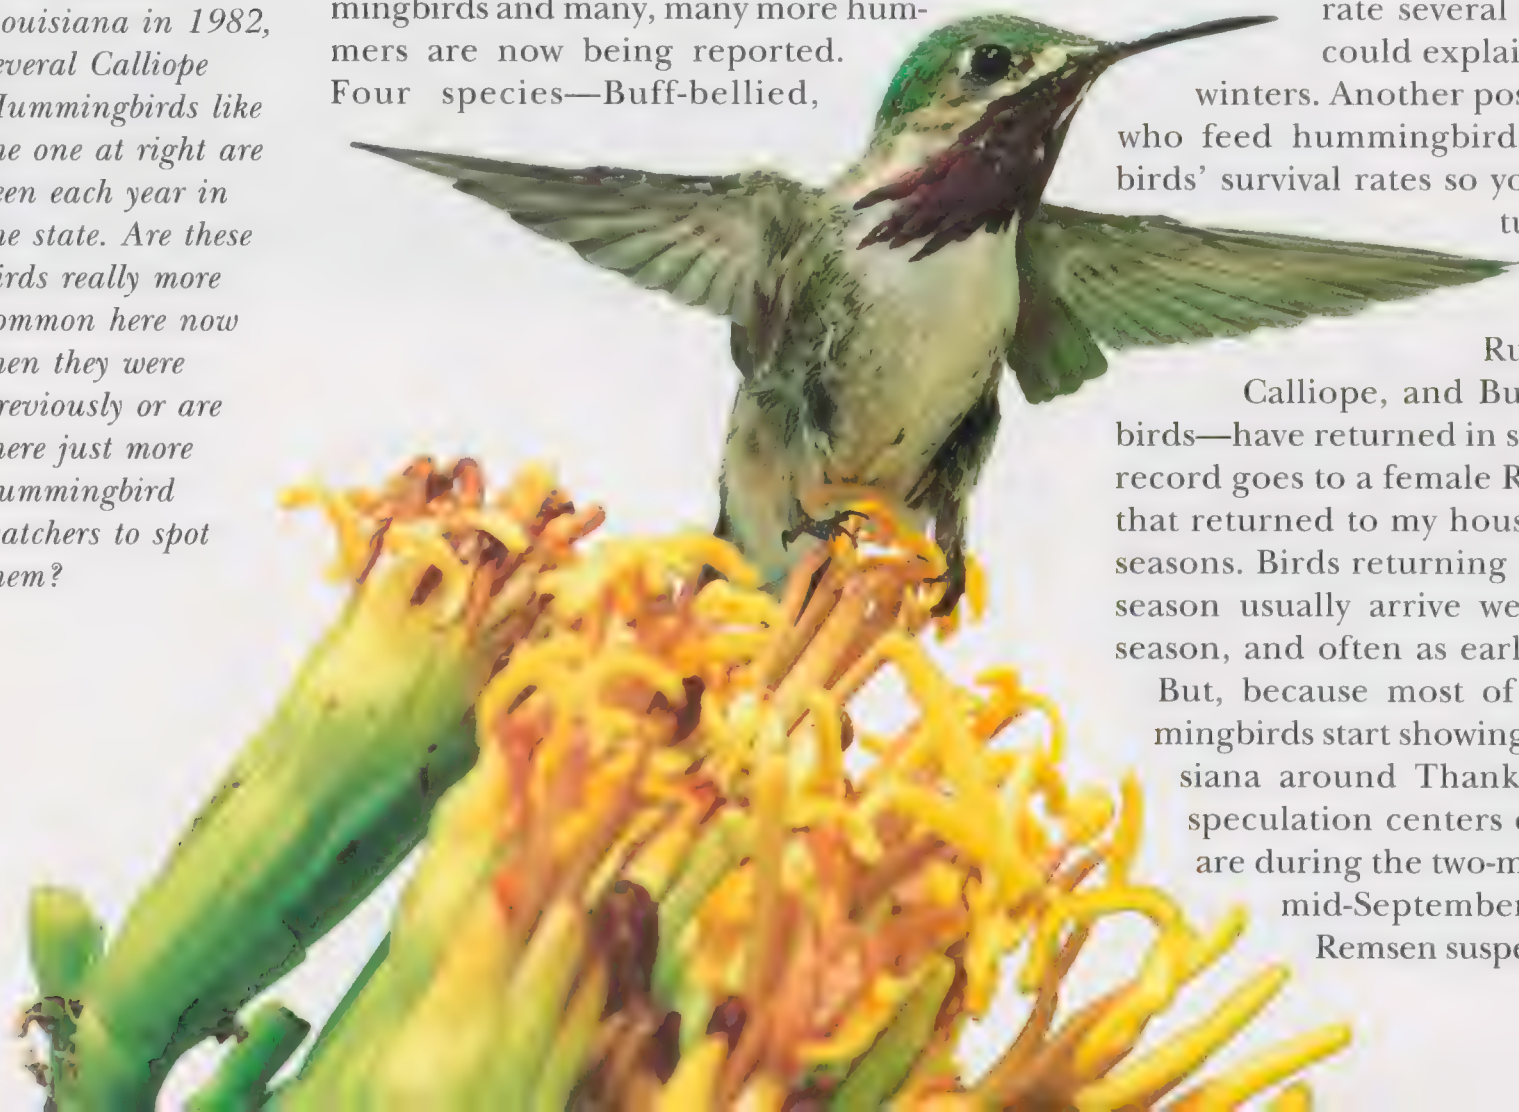 ouisiana in 1982,
everal Calliope
ummingbirds like
e one at right are
een each year in
e state. Are these
irds really more
ommon here now
hen they were
reviously or are
here just more
ummingbird
atchers to spot
hem?
mingbirds and many, many more hum-
mers are now being reported.
Four species—Buff-bellied,
rate several
could explai
winters. Another pos
who feed hummingbird
birds’ survival rates so yo
tu
Ru
Calliope, and Bu
birds—have returned in s
record goes to a female R
that returned to my hous
seasons. Birds returning
season usually arrive we
season, and often as earl
But, because most of
mingbirds start showing
siana around Thank
speculation centers
are during the two-m
mid-September
Remsen suspe